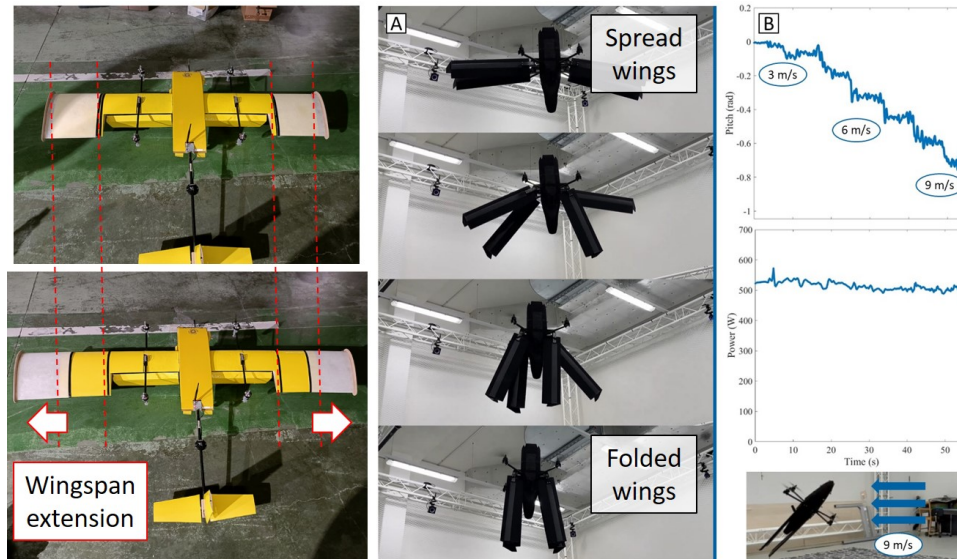 Wingspan
extension
A
Spread
wings
Folded
wings
B
0.2
0
-0.2
-0.4
-0.6
-0.8
-1
Pitch (rad)
3 m/s
6 m/s
9 m/s
700
600
500
400
300
200
100
0
Power (W)
0 10 20 30 40 50
Time (s)
9 m/s